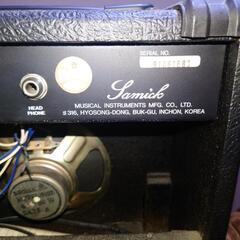 SERIAL NO.
Samick
HEAD
PHONE
MUSICAL INSTRUMENTS MFG. CO., LTD.
#316, HYOSONG-DONG, BUK-GU, INCHON, KOREA